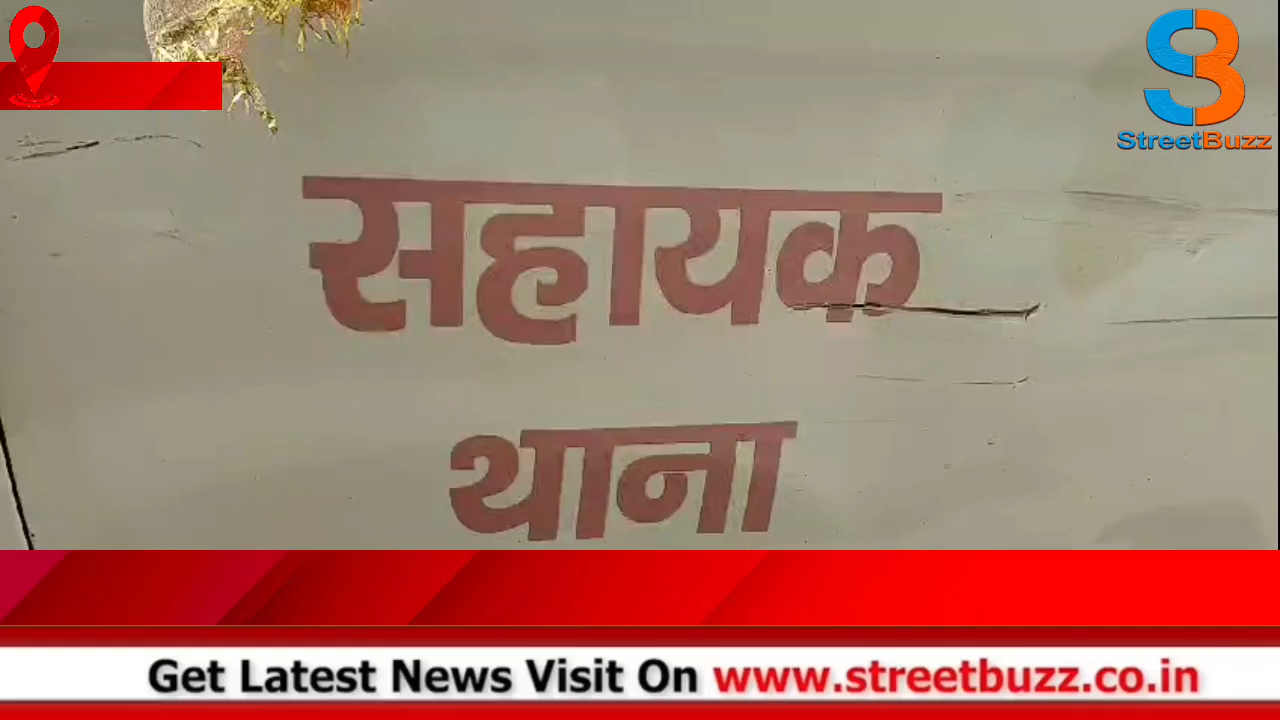 StreetBuzz
सहायक
थाना
Get Latest News Visit On www.streetbuzz.co.in